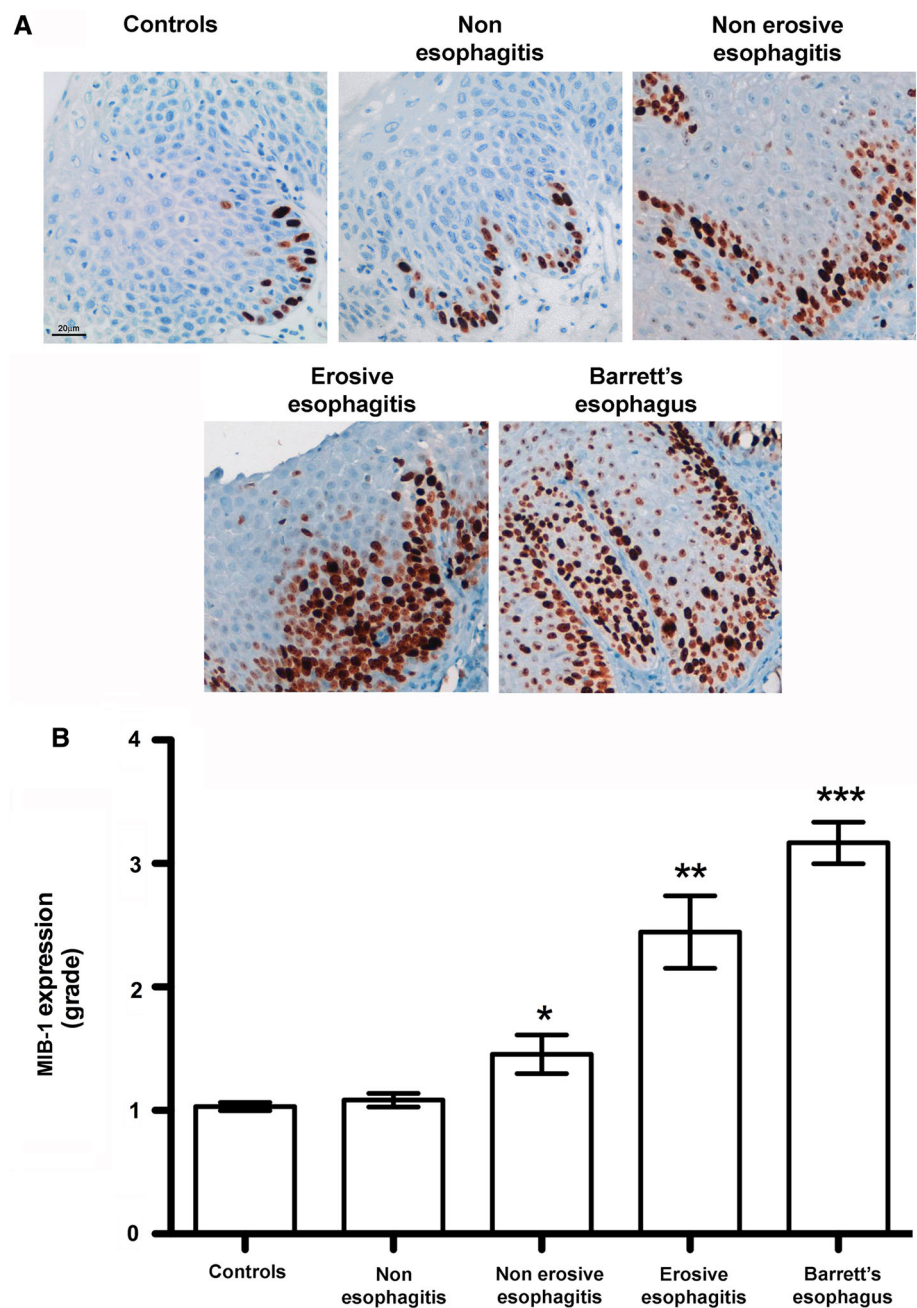 A
Controls
Non
esophagitis
Non erosive
esophagitis
20µm
Erosive
esophagitis
Barrett's
esophagus
B
MIB-1 expression
(grade)
4
3
2
1
0
*
**
***
Controls
Non
esophagitis
Non erosive
esophagitis
Erosive
esophagitis
Barrett's
esophagus